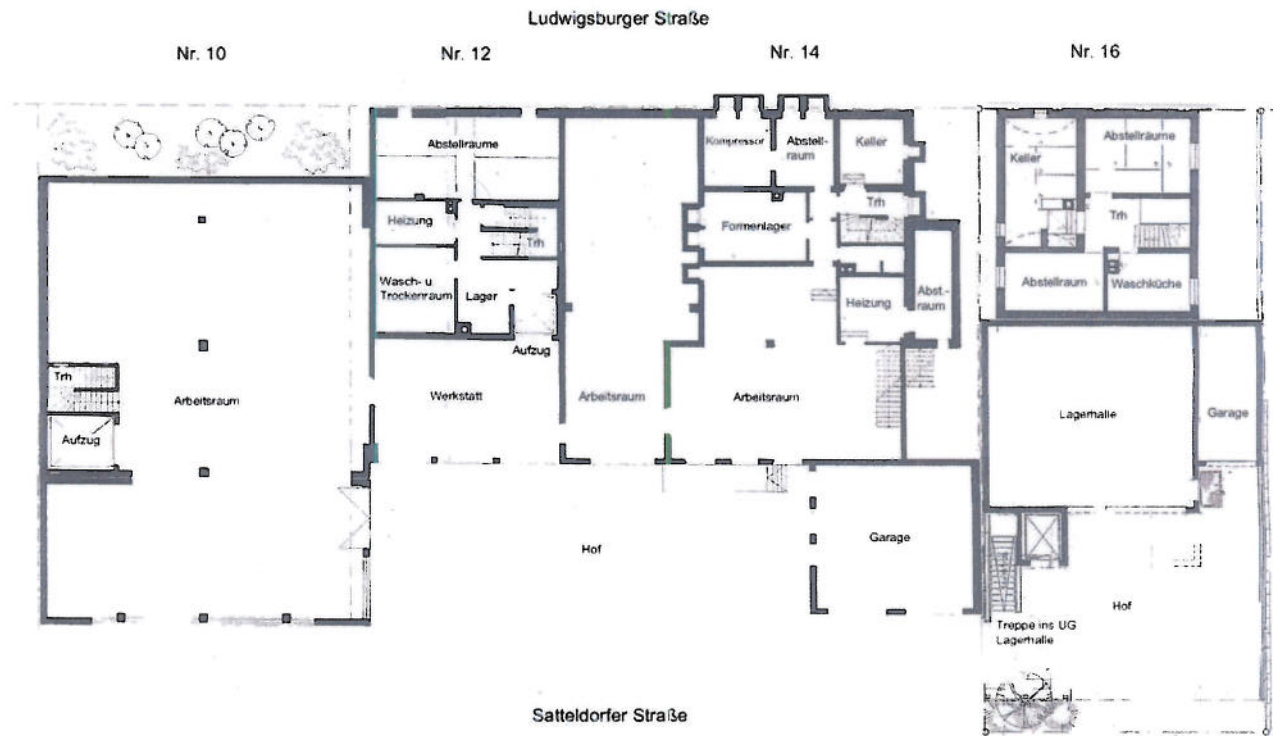 Ludwigsburger Straße
Nr. 10
Nr. 12
Nr. 14
Nr. 16
Abstellräume
Heizung
Trh
Wasch- u
Trockenraum
Lager
Aufzug
Werkstatt
Trh
Aufzug
Arbeitsraum
Arbeitsraum
Kompressor
Abstell-
raum
Keller
Trh
Formenlager
Heizung
Abst.-
raum
Arbeitsraum
Hof
Garage
Keller
Abstellräume
Trh
Abstellraum
Waschküche
Lagerhalle
Garage
Hof
Treppe ins UG
Lagerhalle
Satteldorfer Straße